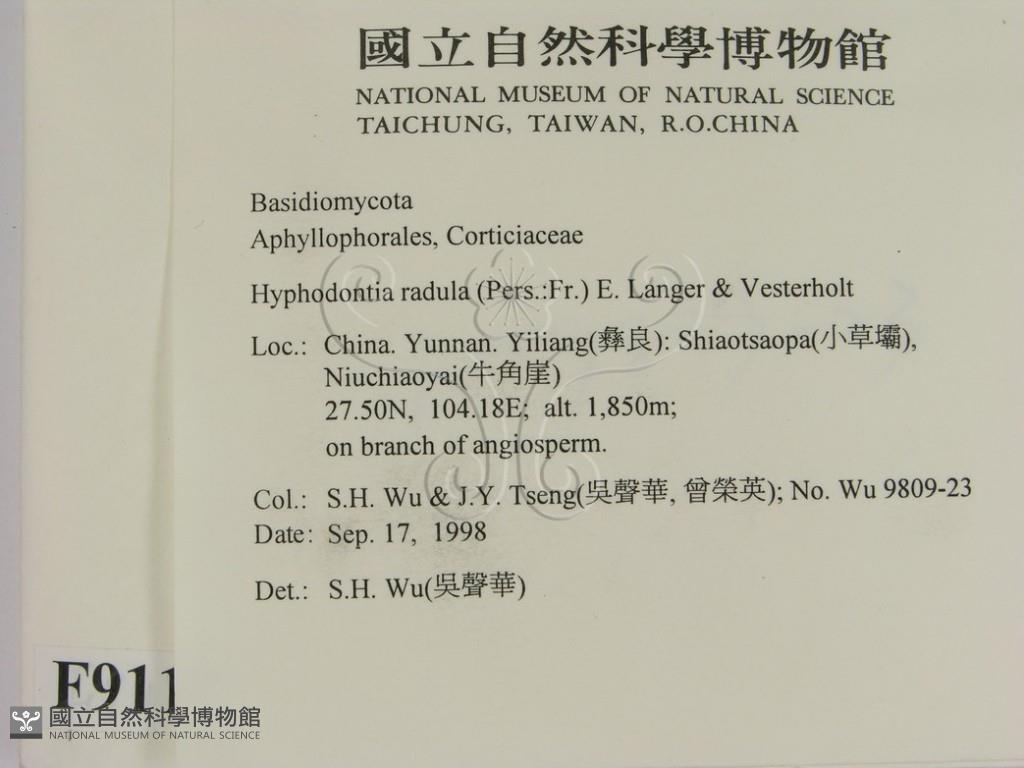 國立自然科學博物館
NATIONAL MUSEUM OF NATURAL SCIENCE
TAICHUNG, TAIWAN, R.O.CHINA
Basidiomycota
Aphyllophorales, Corticiaceae
Hyphodontia radula (Pers.:Fr.) E. Langer & Vesterholt
Loc.: China. Yunnan. Yiliang(彝良): Shiaotsaopa(小草壩),
Niuchiaoyai(牛角崖)
27.50N, 104.18E; alt. 1,850m;
on branch of angiosperm.
Col.: S.H. Wu & J.Y. Tseng(吳聲華, 曾榮英); No. Wu 9809-23
Date: Sep. 17, 1998
Det.: S.H. Wu(吳聲華)
F911
國立自然科學博物館
NATIONAL MUSEUM OF NATURAL SCIENCE